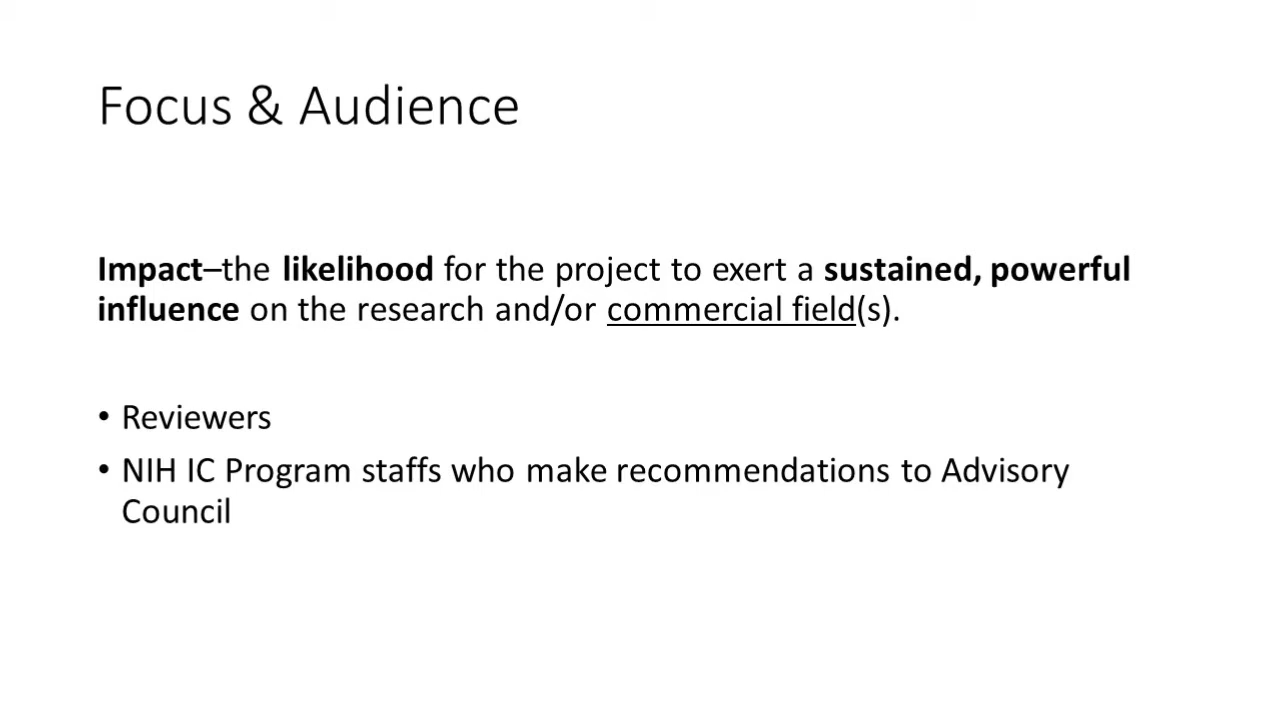 Focus & Audience
Impact–the likelihood for the project to exert a sustained, powerful
influence on the research and/or commercial field(s).
• Reviewers
• NIH IC Program staffs who make recommendations to Advisory
Council